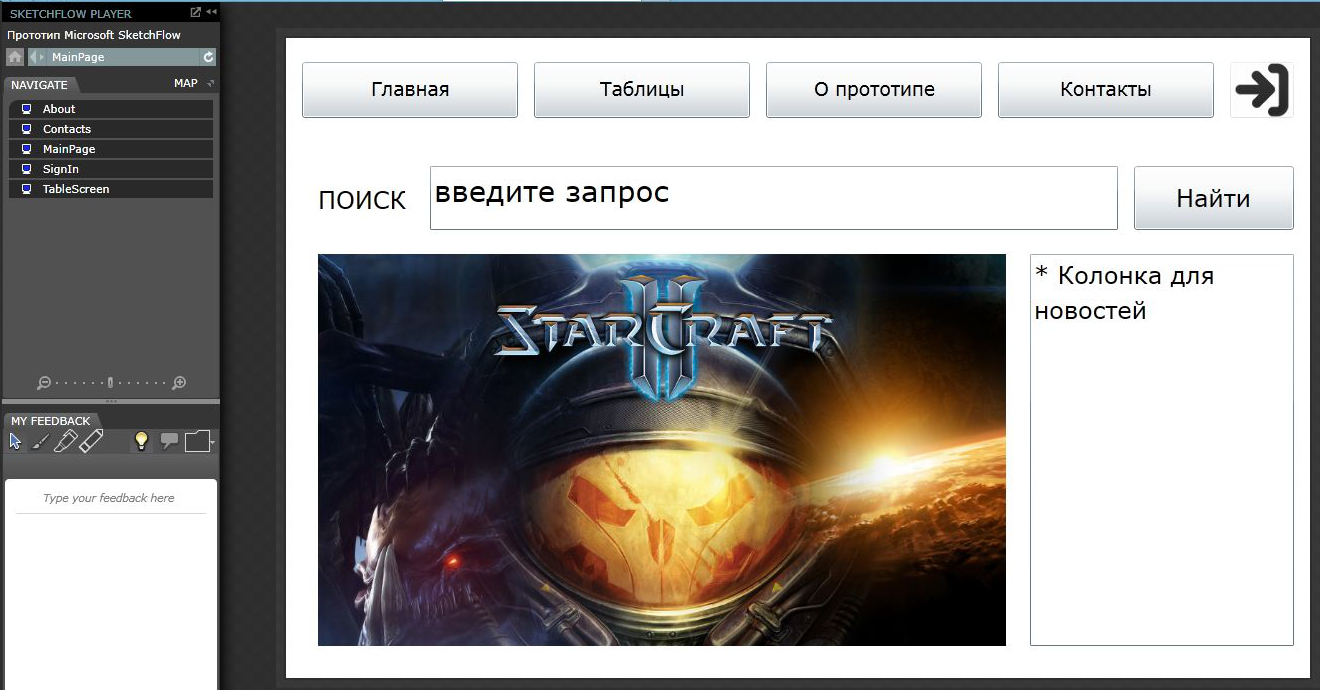 SKETCHFLOW PLAYER
Прототип Microsoft SketchFlow
MainPage
NAVIGATE
MAP
About
Contacts
MainPage
SignIn
TableScreen
MY FEEDBACK
Type your feedback here
Главная
Таблицы
О прототипе
Контакты
ПОИСК
введите запрос
Найти
STARCRAFT
II
* Колонка для
новостей